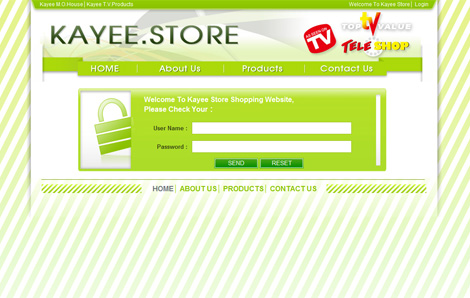 Kayee M.O-House | Kayee T.V.Products
Welcome To Kayee Store | Login
KAYEE.STORE
AS SEEN ON TV
TOP TV VALUE
TELE SHOP
HOME | About Us | Products | Contact Us
Welcome To Kayee Store Shopping Website,
Please Check Your :
User Name :
Password :
SEND RESET
HOME | ABOUT US | PRODUCTS | CONTACT US